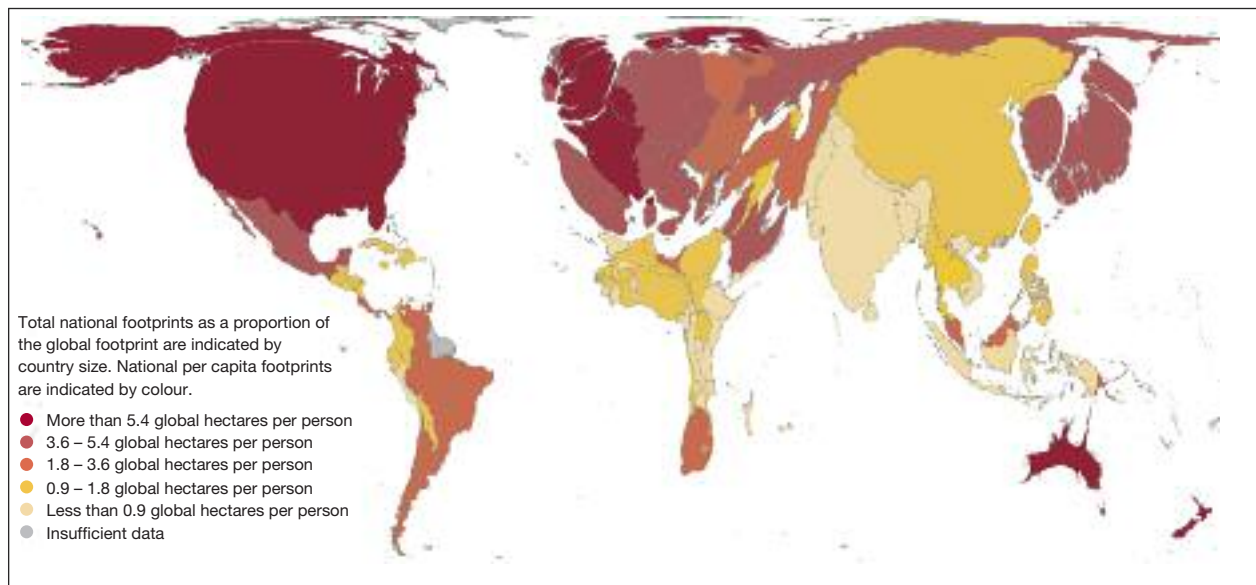 Total national footprints as a proportion of
the global footprint are indicated by
country size. National per capita footprints
are indicated by colour.
More than 5.4 global hectares per person
3.6 – 5.4 global hectares per person
1.8 – 3.6 global hectares per person
0.9 – 1.8 global hectares per person
Less than 0.9 global hectares per person
Insufficient data